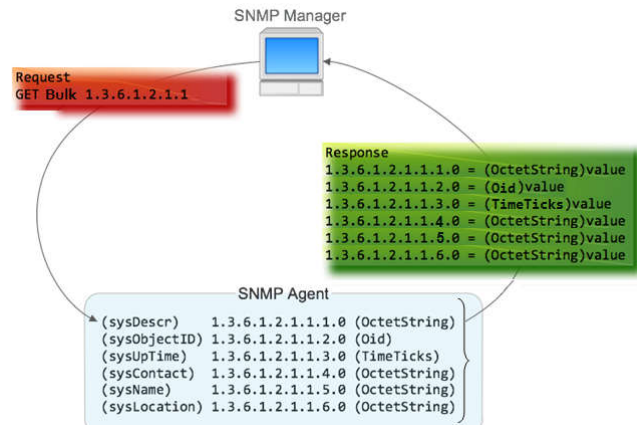 SNMP Manager
Request
GET Bulk 1.3.6.1.2.1.1
Response
1.3.6.1.2.1.1.1.0 = (OctetString)value
1.3.6.1.2.1.1.2.0 = (Oid)value
1.3.6.1.2.1.1.3.0 = (TimeTicks)value
1.3.6.1.2.1.1.4.0 = (OctetString)value
1.3.6.1.2.1.1.5.0 = (OctetString)value
1.3.6.1.2.1.1.6.0 = (OctetString)value
SNMP Agent
(sysDescr) 1.3.6.1.2.1.1.1.0 (OctetString)
(sysObjectID) 1.3.6.1.2.1.1.2.0 (Oid)
(sysUpTime) 1.3.6.1.2.1.1.3.0 (TimeTicks)
(sysContact) 1.3.6.1.2.1.1.4.0 (OctetString)
(sysName) 1.3.6.1.2.1.1.5.0 (OctetString)
(sysLocation) 1.3.6.1.2.1.1.6.0 (OctetString)